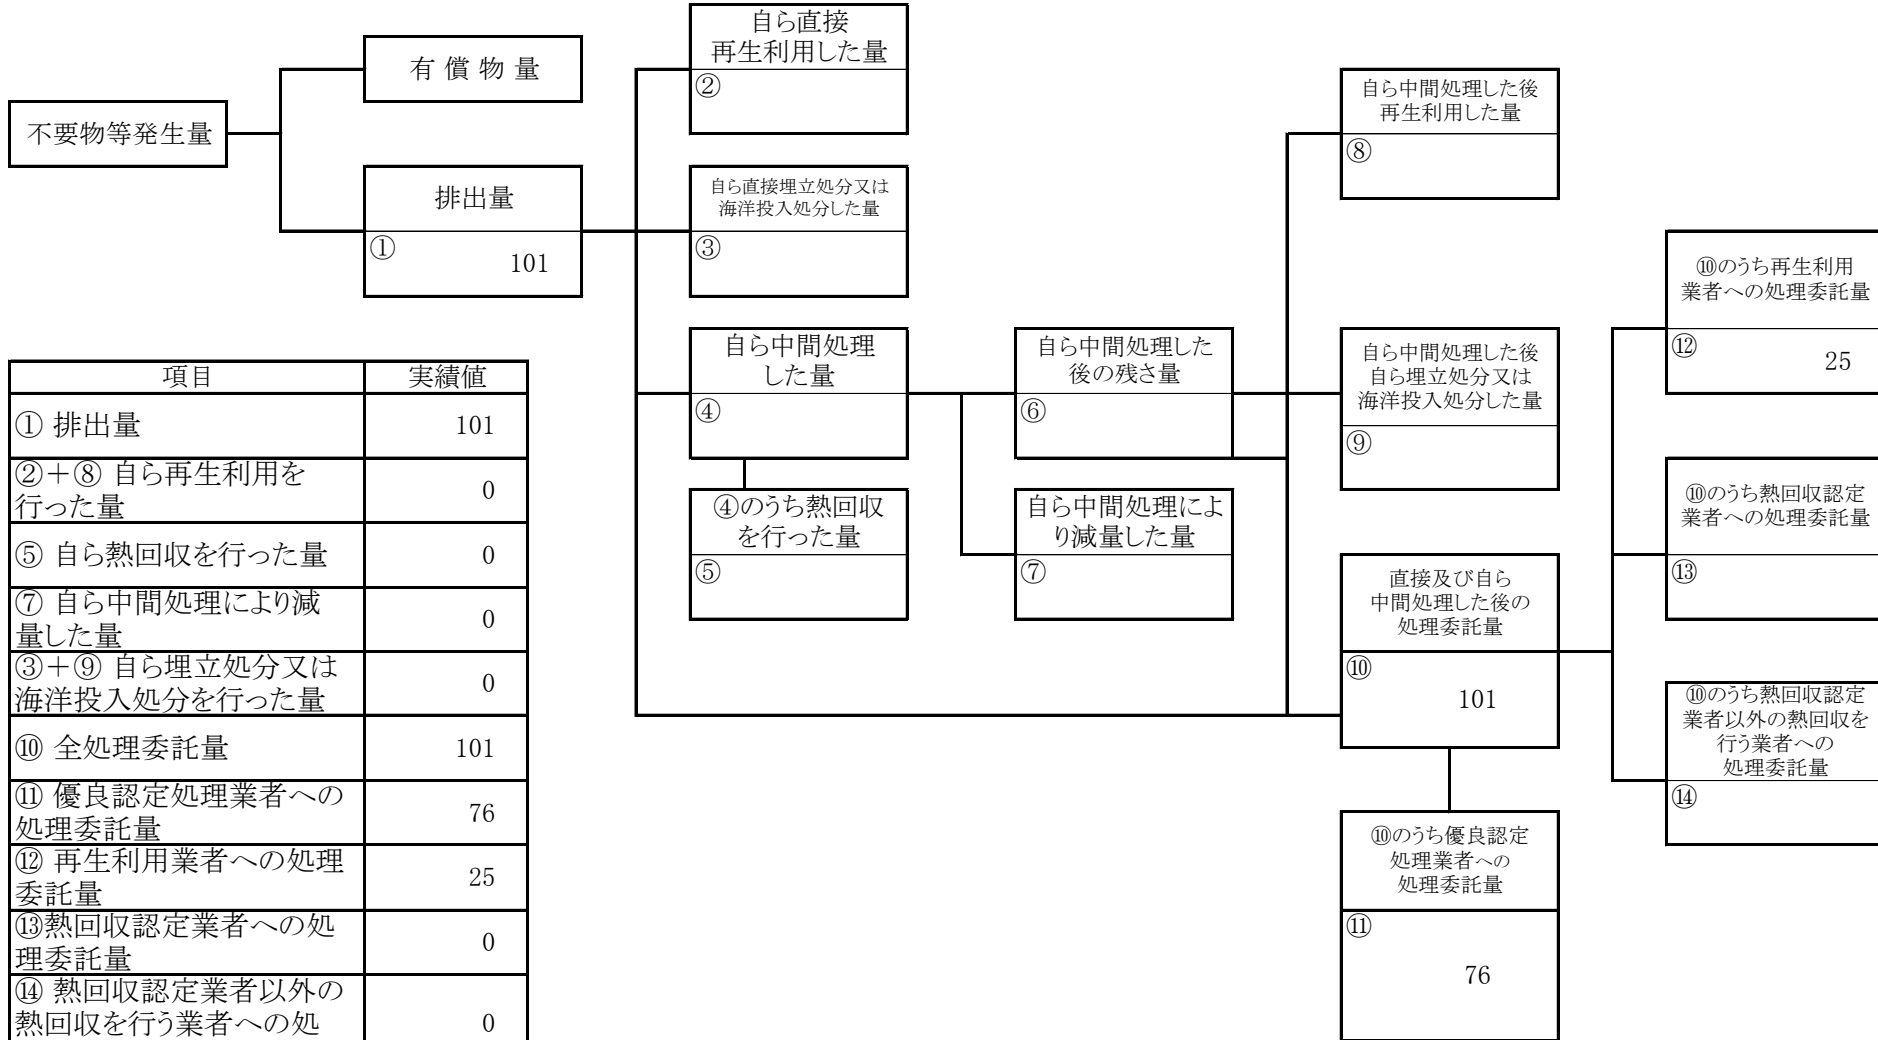 不要物等発生量
有 償 物 量
排出量
①
101
自ら直接
再生利用した量
②
自ら直接埋立処分又は
海洋投入処分した量
③
自ら中間処理
した量
④
④のうち熱回収
を行った量
⑤
自ら中間処理した
後の残さ量
⑥
自ら中間処理によ
り減量した量
⑦
自ら中間処理した後
再生利用した量
⑧
自ら中間処理した後
自ら埋立処分又は
海洋投入処分した量
⑨
直接及び自ら
中間処理した後の
処理委託量
⑩
101
⑩のうち優良認定
処理業者への
処理委託量
⑪
76
⑩のうち再生利用
業者への処理委託量
⑫
25
⑩のうち熱回収認定
業者への処理委託量
⑬
⑩のうち熱回収認定
業者以外の熱回収を
行う業者への
処理委託量
⑭
項目 実績値
① 排出量 101
②+⑧ 自ら再生利用を
行った量 0
⑤ 自ら熱回収を行った量 0
⑦ 自ら中間処理により減
量した量 0
③+⑨ 自ら埋立処分又は
海洋投入処分を行った量 0
⑩ 全処理委託量 101
⑪ 優良認定処理業者への
処理委託量 76
⑫ 再生利用業者への処理
委託量 25
⑬熱回収認定業者への処
理委託量 0
⑭ 熱回収認定業者以外の
熱回収を行う業者への処 0